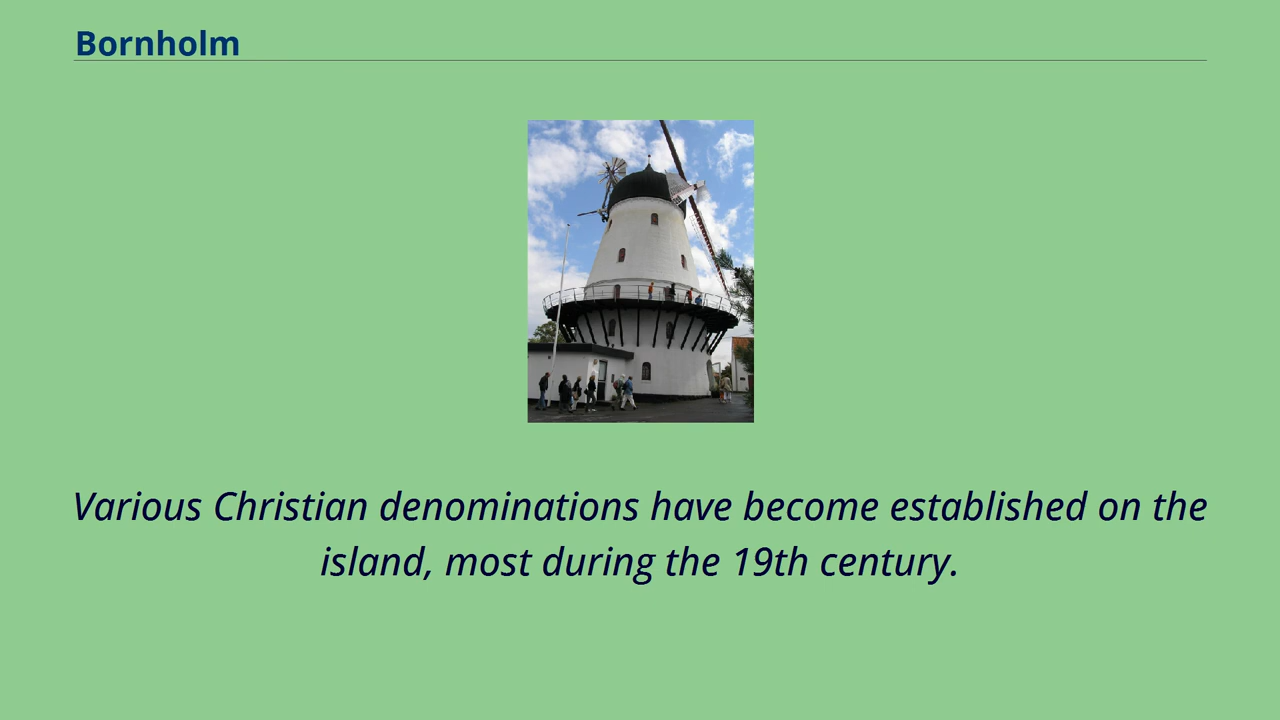 Bornholm
Various Christian denominations have become established on the
island, most during the 19th century.